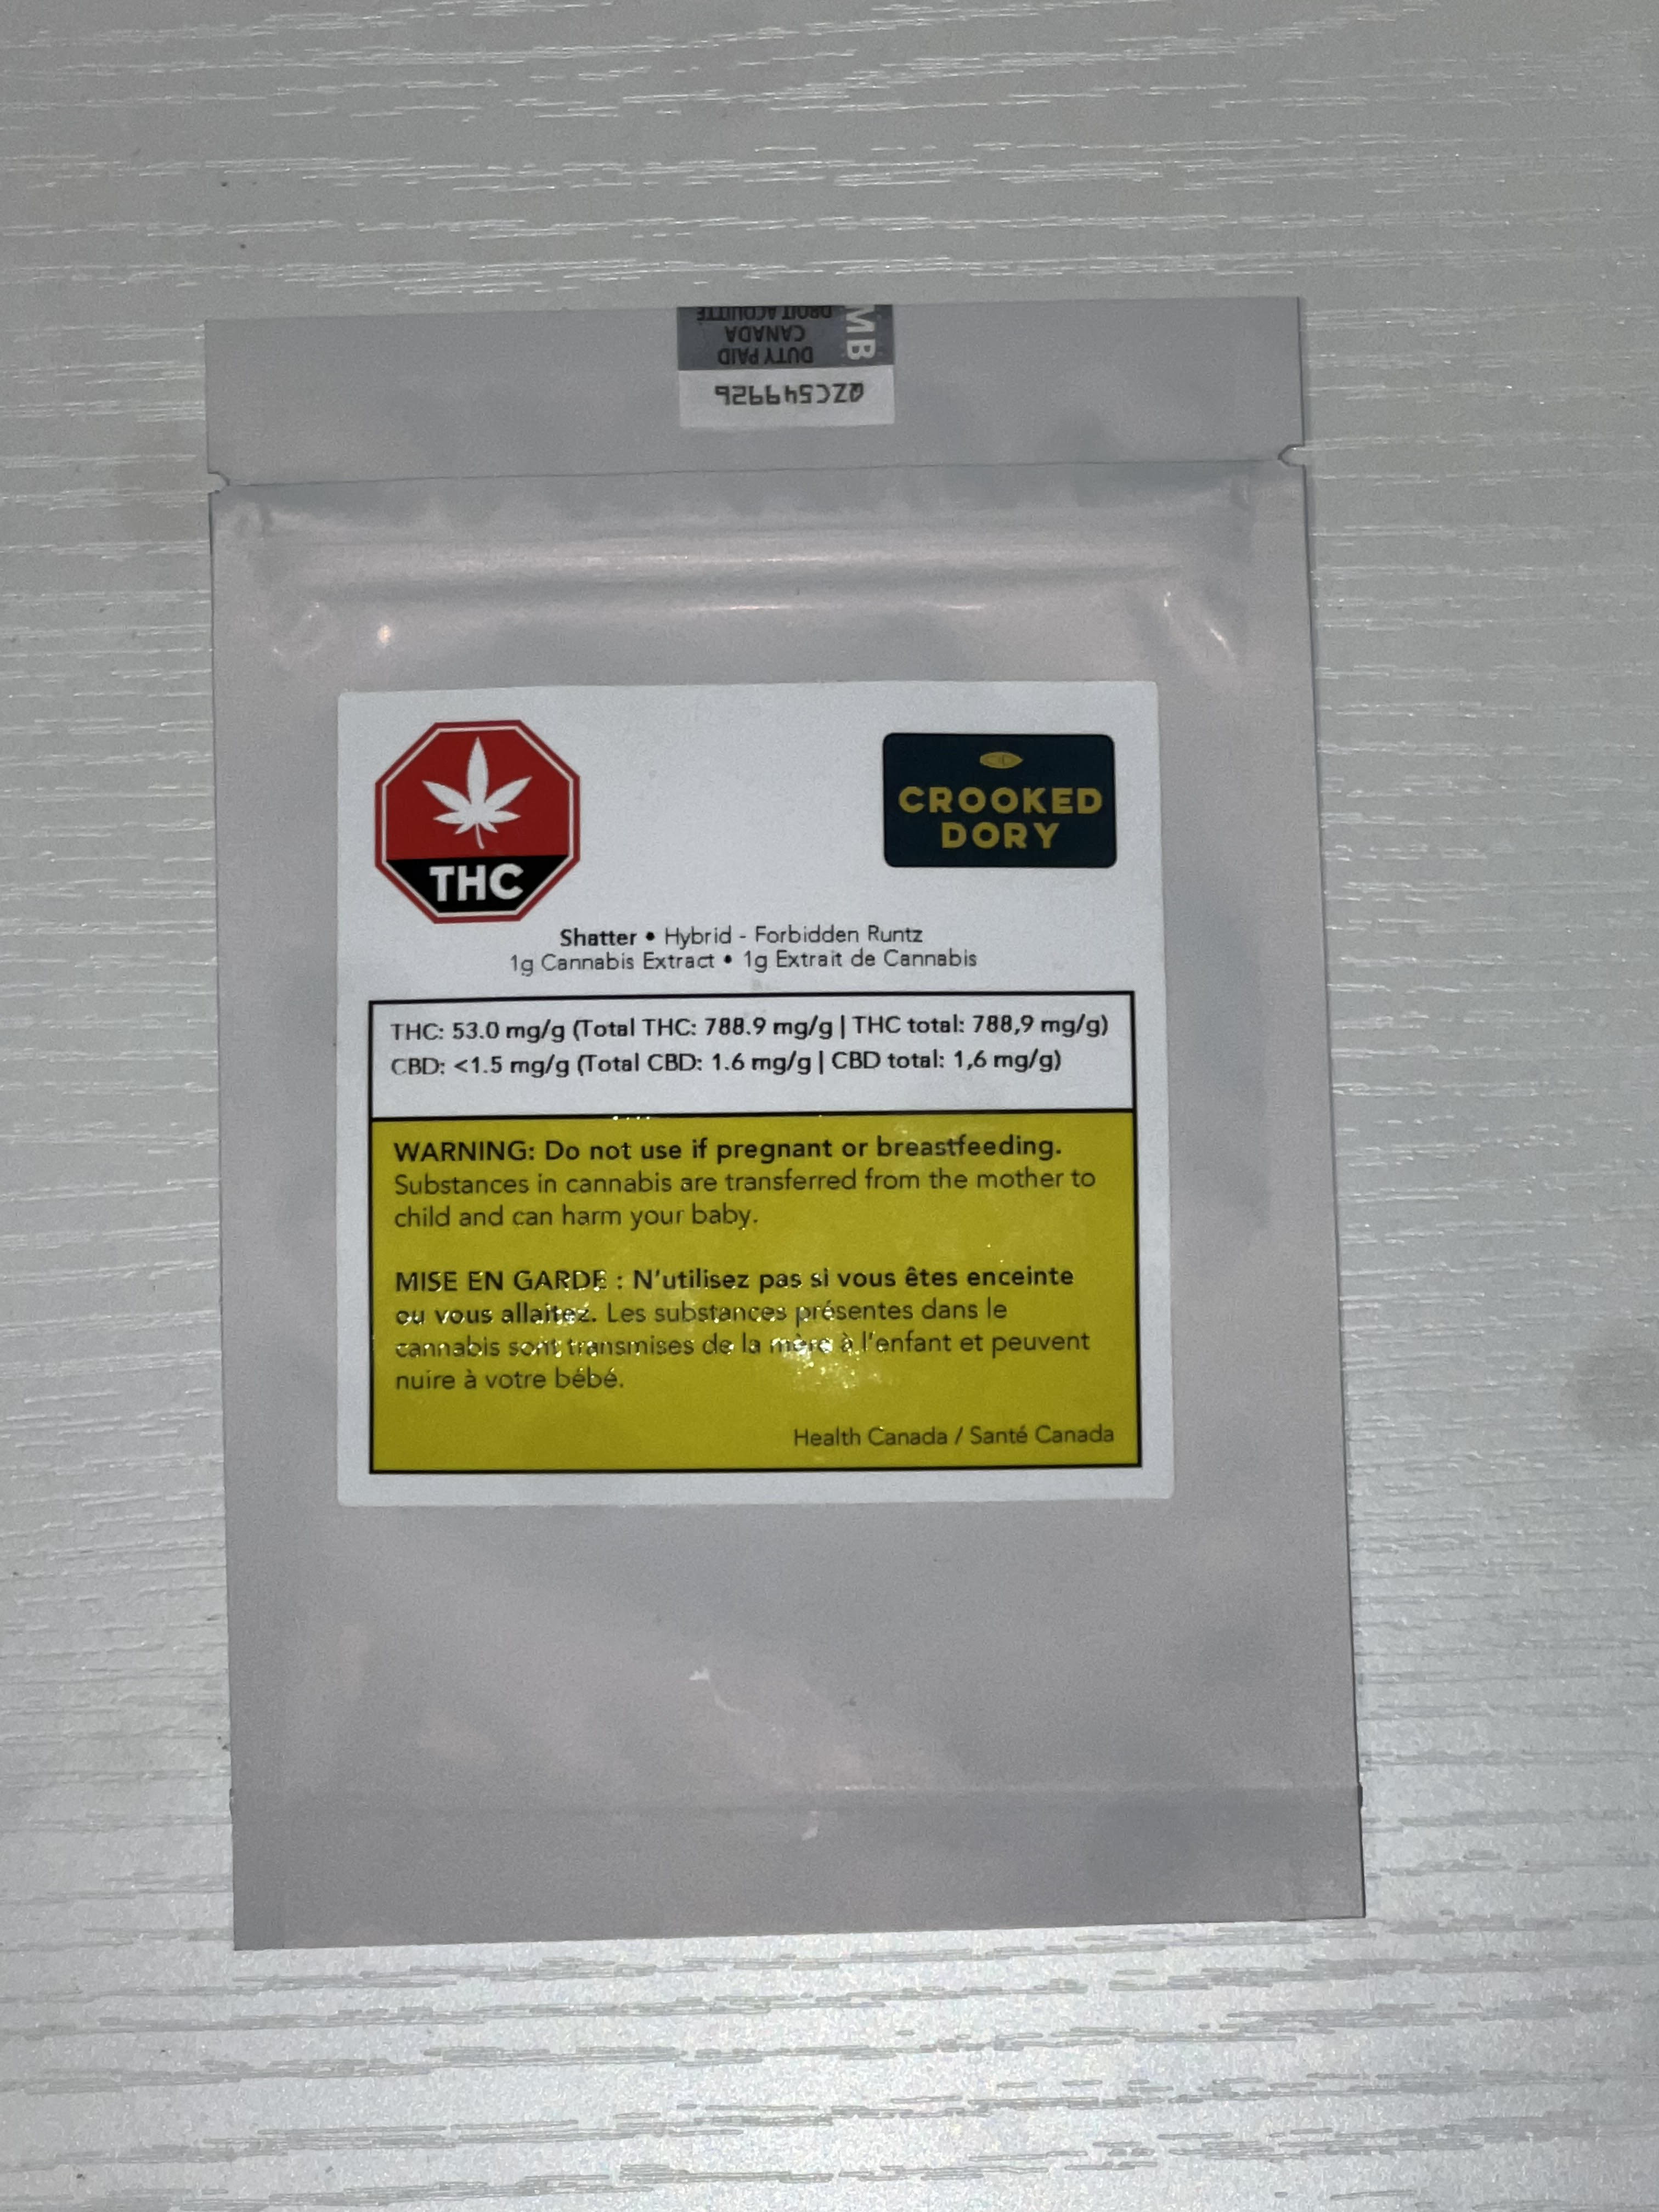 MB
DUTY PAID
CANADA
DROIT ACQUITTÉ
QZC549926
THC
CROOKED
DORY
Shatter • Hybrid - Forbidden Runtz
1g Cannabis Extract • 1g Extrait de Cannabis
THC: 53.0 mg/g (Total THC: 788.9 mg/g | THC total: 788,9 mg/g)
CBD: <1.5 mg/g (Total CBD: 1.6 mg/g | CBD total: 1,6 mg/g)
WARNING: Do not use if pregnant or breastfeeding.
Substances in cannabis are transferred from the mother to
child and can harm your baby.
MISE EN GARDE : N'utilisez pas si vous êtes enceinte
ou vous allaitez. Les substances présentes dans le
cannabis sont transmises de la mère à l'enfant et peuvent
nuire à votre bébé.
Health Canada / Santé Canada